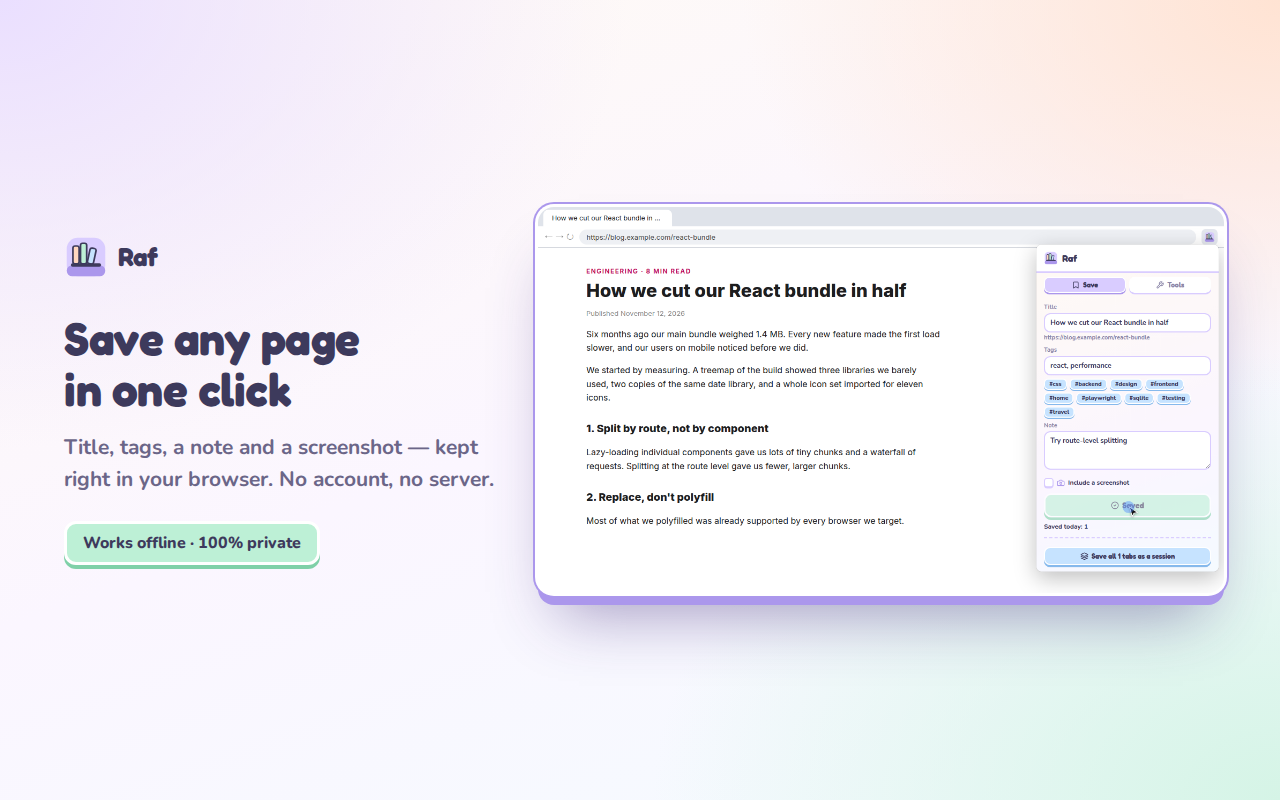 Raf
Save any page
in one click
Title, tags, a note and a screenshot — kept
right in your browser. No account, no server.
Works offline · 100% private
How we cut our React bundle in ...
https://blog.example.com/react-bundle
ENGINEERING · 8 MIN READ
How we cut our React bundle in half
Published November 12, 2026
Six months ago our main bundle weighed 1.4 MB. Every new feature made the first load
slower, and our users on mobile noticed before we did.
We started by measuring. A treemap of the build showed three libraries we barely
used, two copies of the same date library, and a whole icon set imported for eleven
icons.
1. Split by route, not by component
Lazy-loading individual components gave us lots of tiny chunks and a waterfall of
requests. Splitting at the route level gave us fewer, larger chunks.
2. Replace, don't polyfill
Most of what we polyfilled was already supported by every browser we target.
Raf
Save Tools
Title
How we cut our React bundle in half
https://blog.example.com/react-bundle
Tags
react, performance
#css #backend #design #frontend
#home #playwright #sqlite #testing
#travel
Note
Try route-level splitting
Include a screenshot
Saved
Saved today: 1
Save all 1 tabs as a session